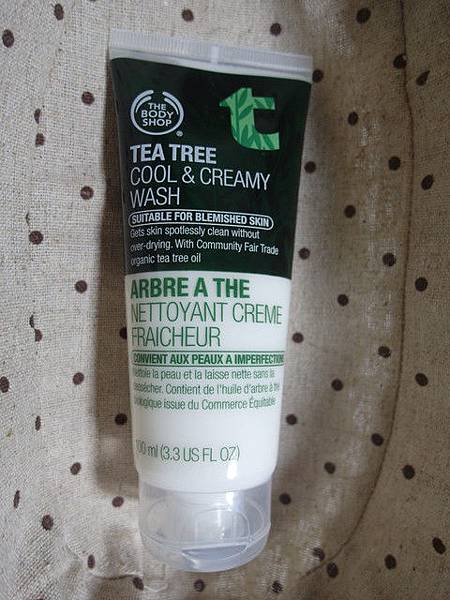 THE
BODY
SHOP
®
TEA TREE
COOL & CREAMY
WASH
SUITABLE FOR BLEMISHED SKIN
Gets skin spotlessly clean without
over-drying. With Community Fair Trade
organic tea tree oil
ARBRE A THE
NETTOYANT CREME
FRAICHEUR
CONVIENT AUX PEAUX A IMPERFECTIONS
Nettoie la peau et la laisse nette sans la
dessécher. Contient de l'huile d'arbre à thé
biologique issue du Commerce Équitable
100 ml (3.3 US FL OZ)